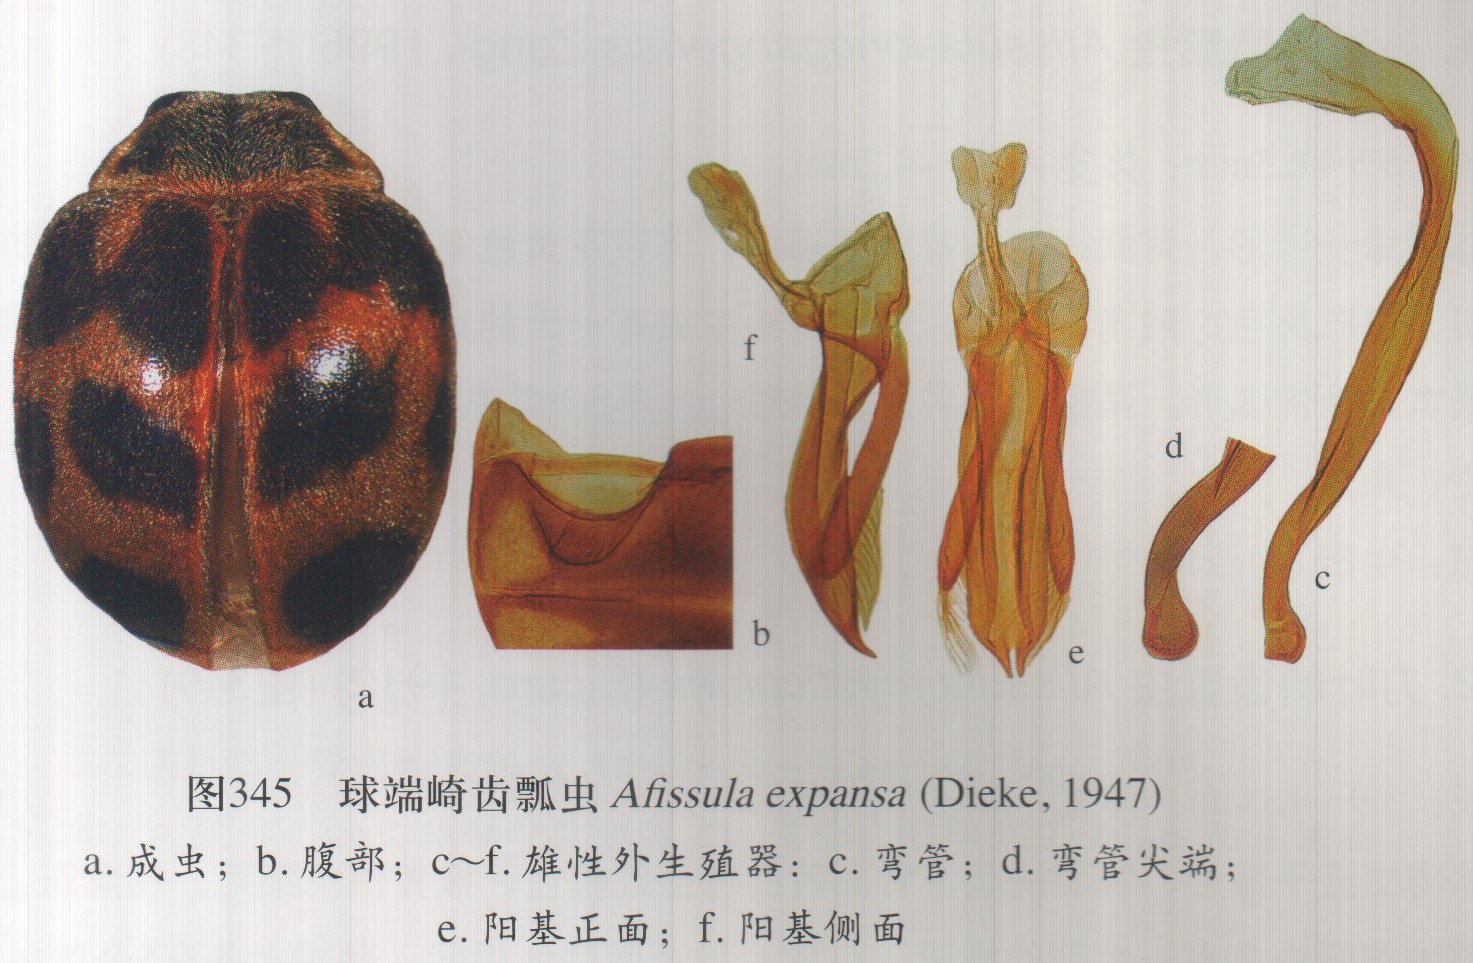 f
d
c
b
e
a
图345 球端崎齿瓢虫 Afissula expansa (Dieke, 1947)
a. 成虫；b. 腹部；c～f. 雄性外生殖器：c. 弯管；d. 弯管尖端；
e. 阳基正面；f. 阳基侧面